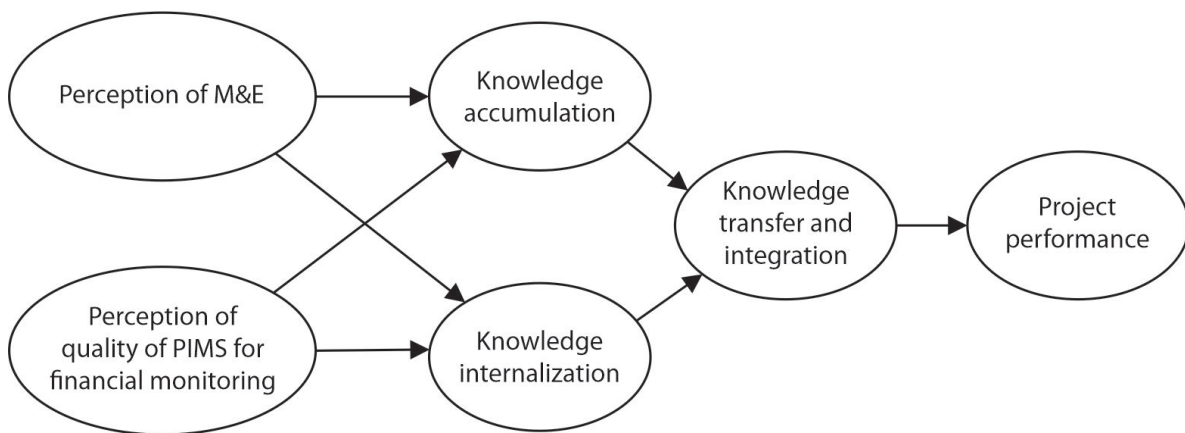 Perception of M&E
Knowledge
accumulation
Knowledge
transfer and
integration
Project
performance
Perception of
quality of PIMS for
financial monitoring
Knowledge
internalization